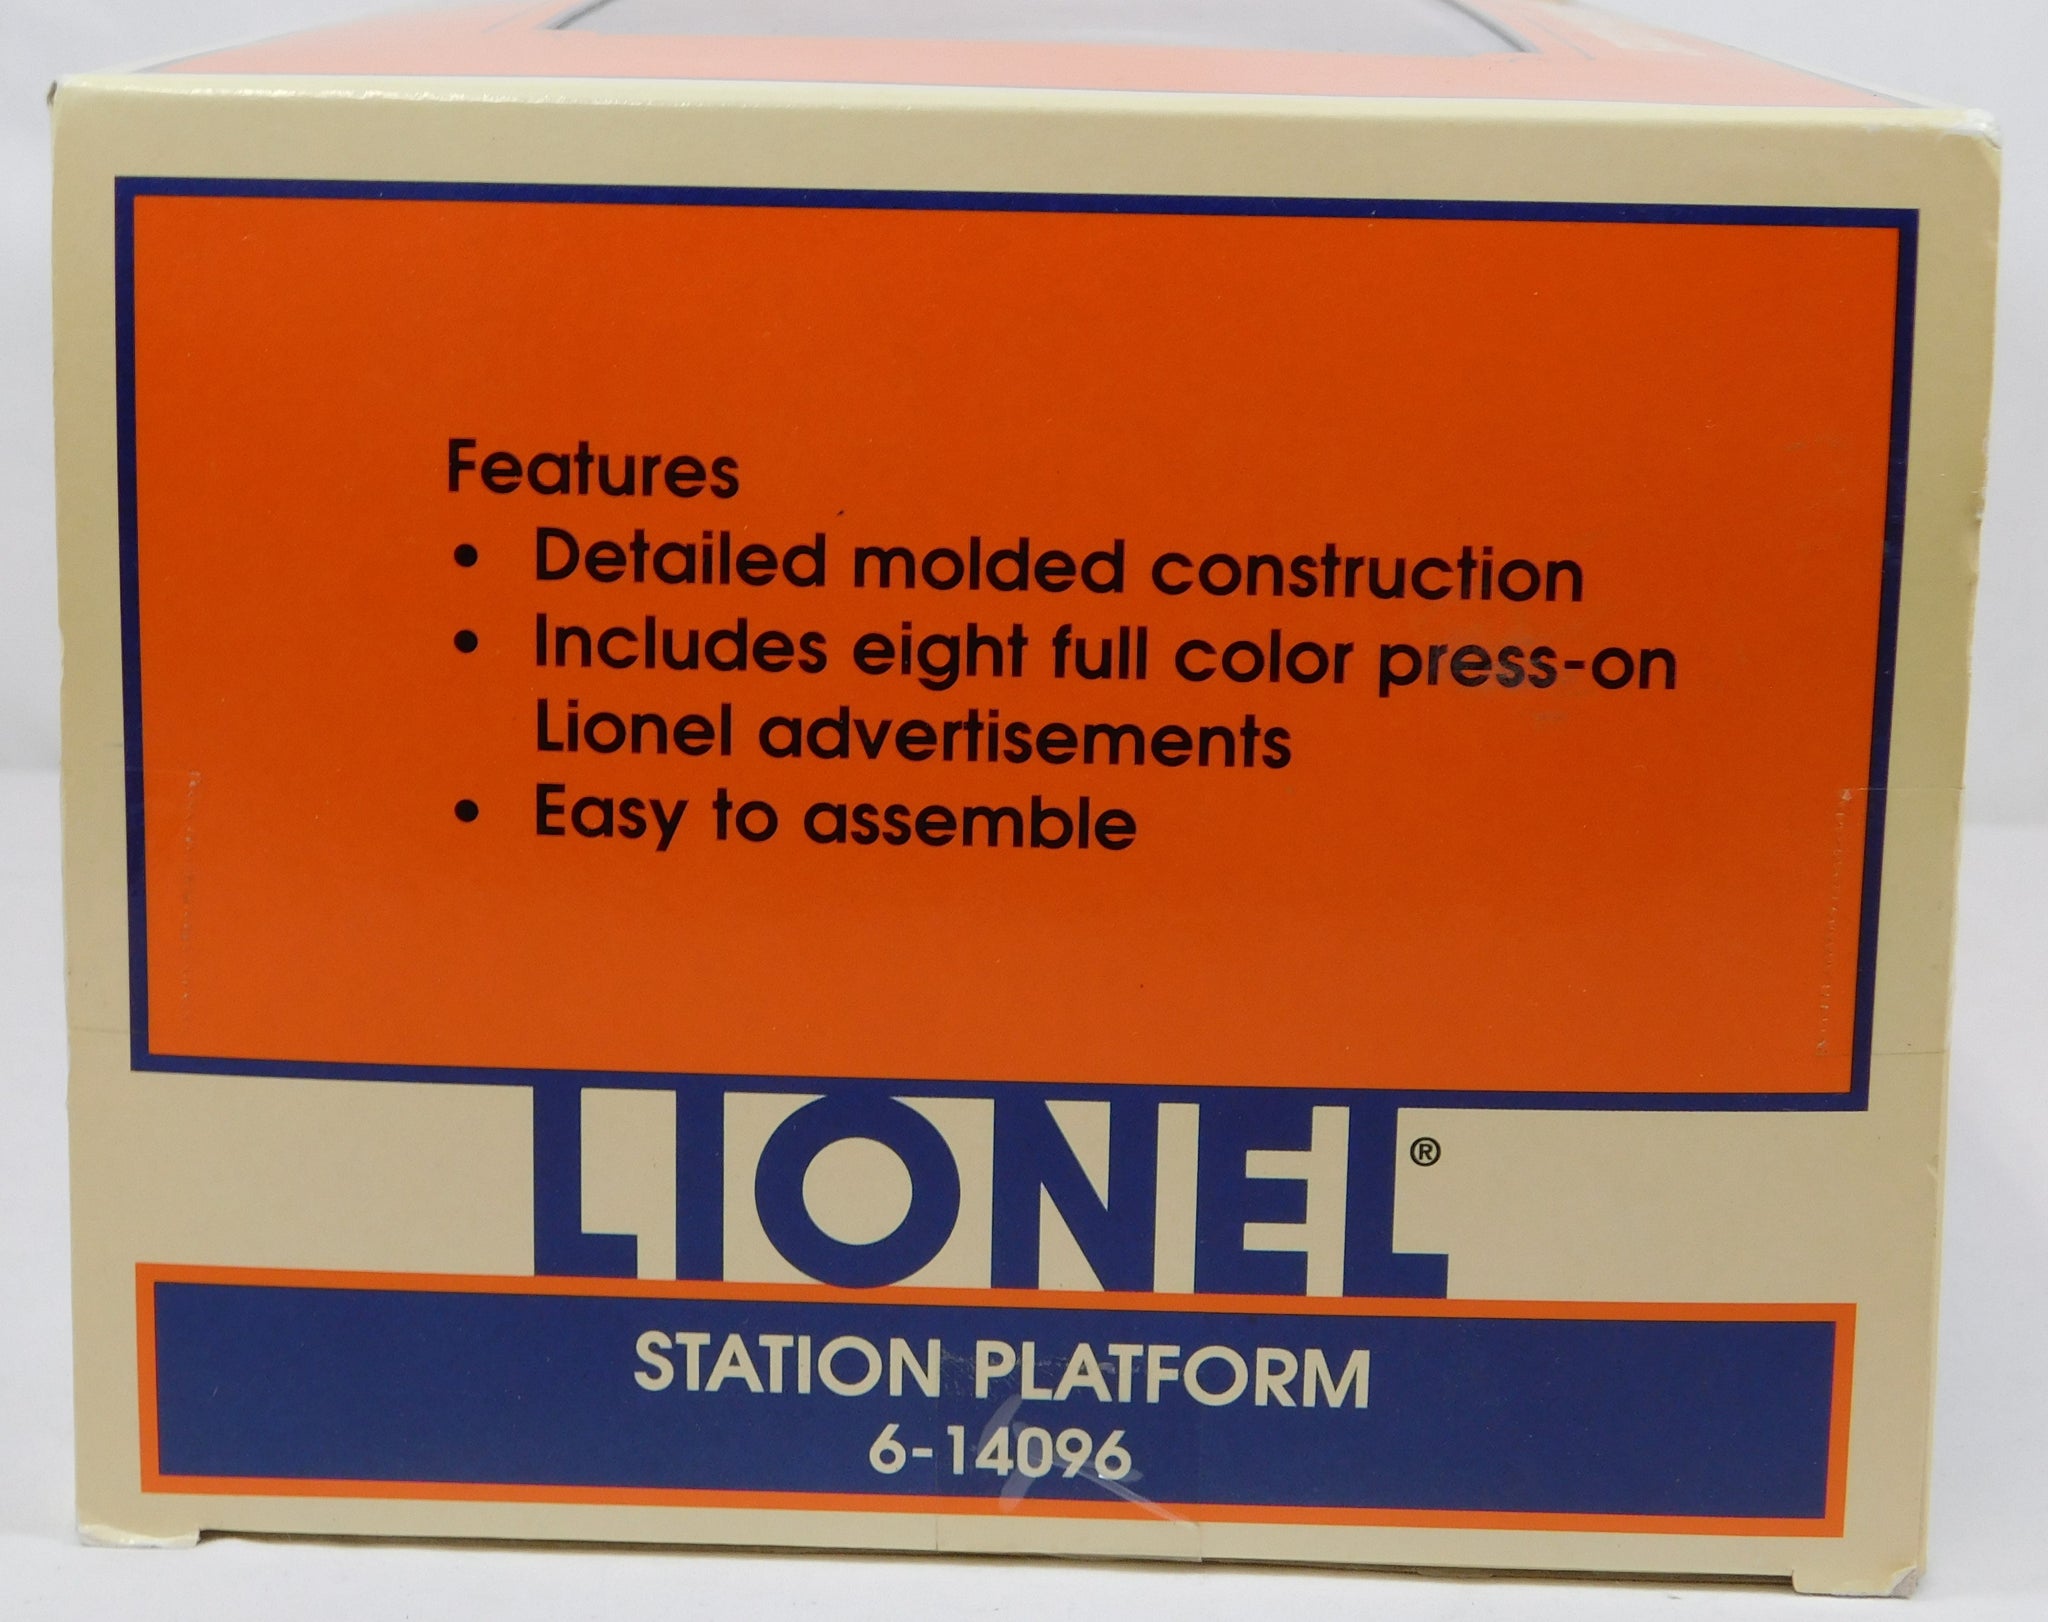 Features
• Detailed molded construction
• Includes eight full color press-on
Lionel advertisements
• Easy to assemble
LIONEL®
STATION PLATFORM
6-14096